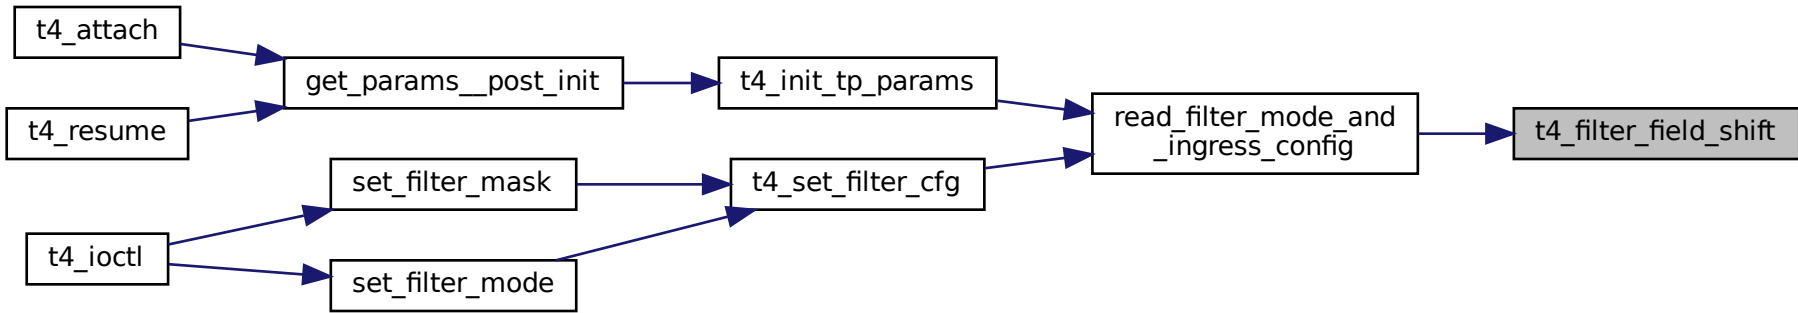 t4_attach
t4_resume
get_params__post_init
t4_init_tp_params
read_filter_mode_and
_ingress_config
t4_filter_field_shift
set_filter_mask
t4_set_filter_cfg
t4_ioctl
set_filter_mode